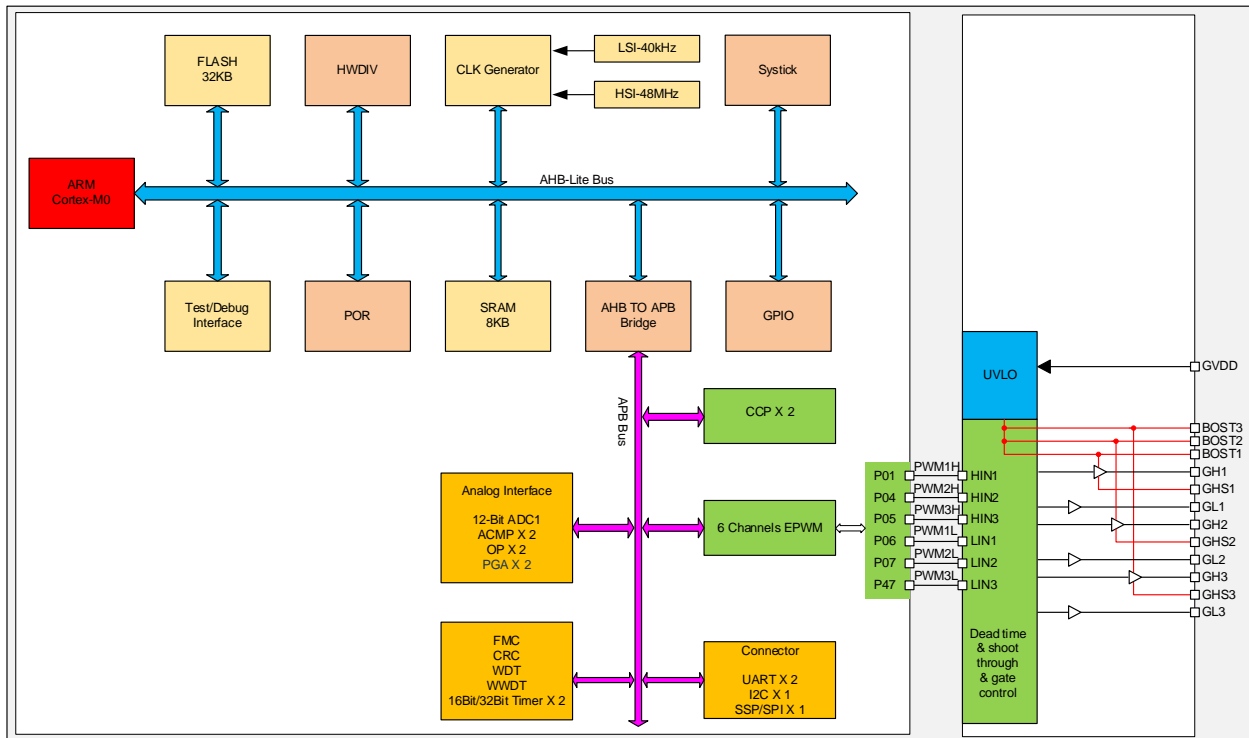 FLASH
32KB
HWDIV
CLK Generator
LSI-40kHz
HSI-48MHz
Systick
ARM
Cortex-M0
AHB-Lite Bus
Test/Debug
Interface
POR
SRAM
8KB
AHB TO APB
Bridge
GPIO
APB Bus
CCP X 2
Analog Interface
12-Bit ADC1
ACMP X 2
OP X 2
PGA X 2
6 Channels EPWM
FMC
CRC
WDT
WWDT
16Bit/32Bit Timer X 2
Connector
UART X 2
I2C X 1
SSP/SPI X 1
P01
P04
P05
P06
P07
P47
PWM1H
PWM2H
PWM3H
PWM1L
PWM2L
PWM3L
UVLO
HIN1
HIN2
HIN3
LIN1
LIN2
LIN3
Dead time
& shoot
through
& gate
control
GVDD
BOST3
BOST2
BOST1
GH1
GHS1
GL1
GH2
GHS2
GL2
GH3
GHS3
GL3